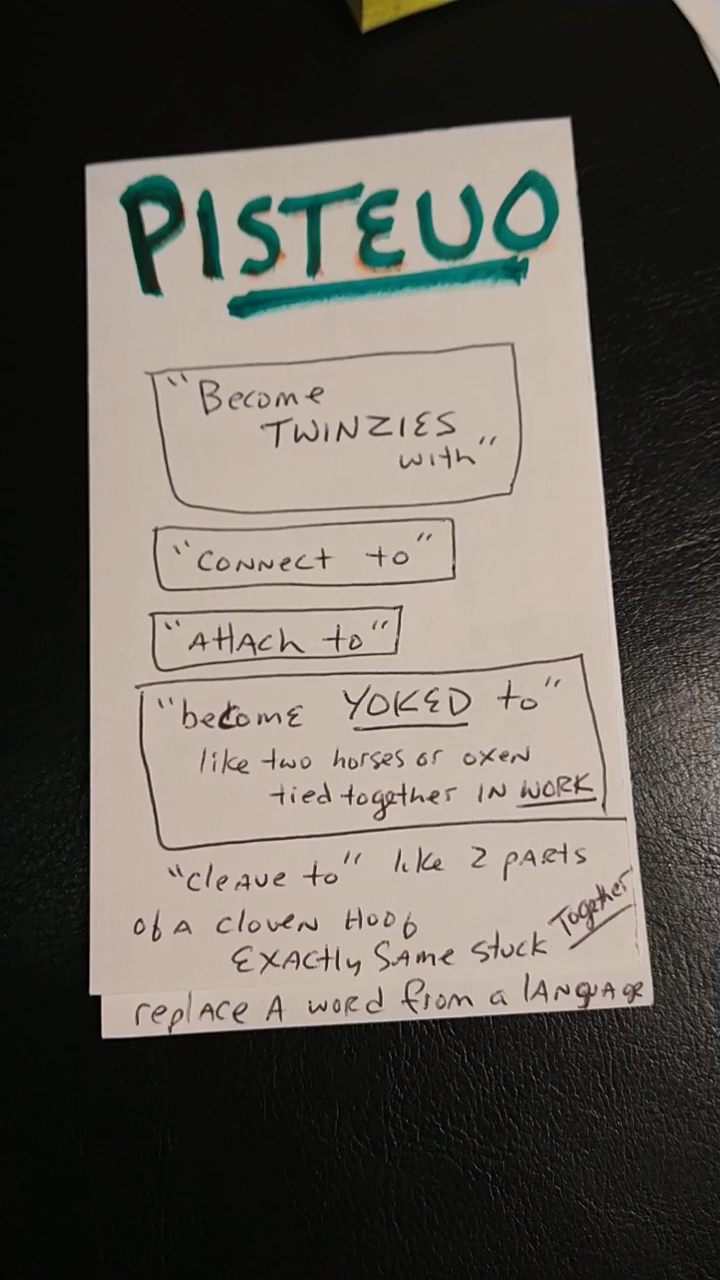 PISTEUO
"Become
TWINZIES
with"
"CONNECT to"
"Attach to"
"become YOKED to"
like two horses or oxen
tied together IN WORK
"cleave to" like 2 parts
of a cloven Hoof
Together
EXACtly SAME stuck
replace A word from a lANguAge